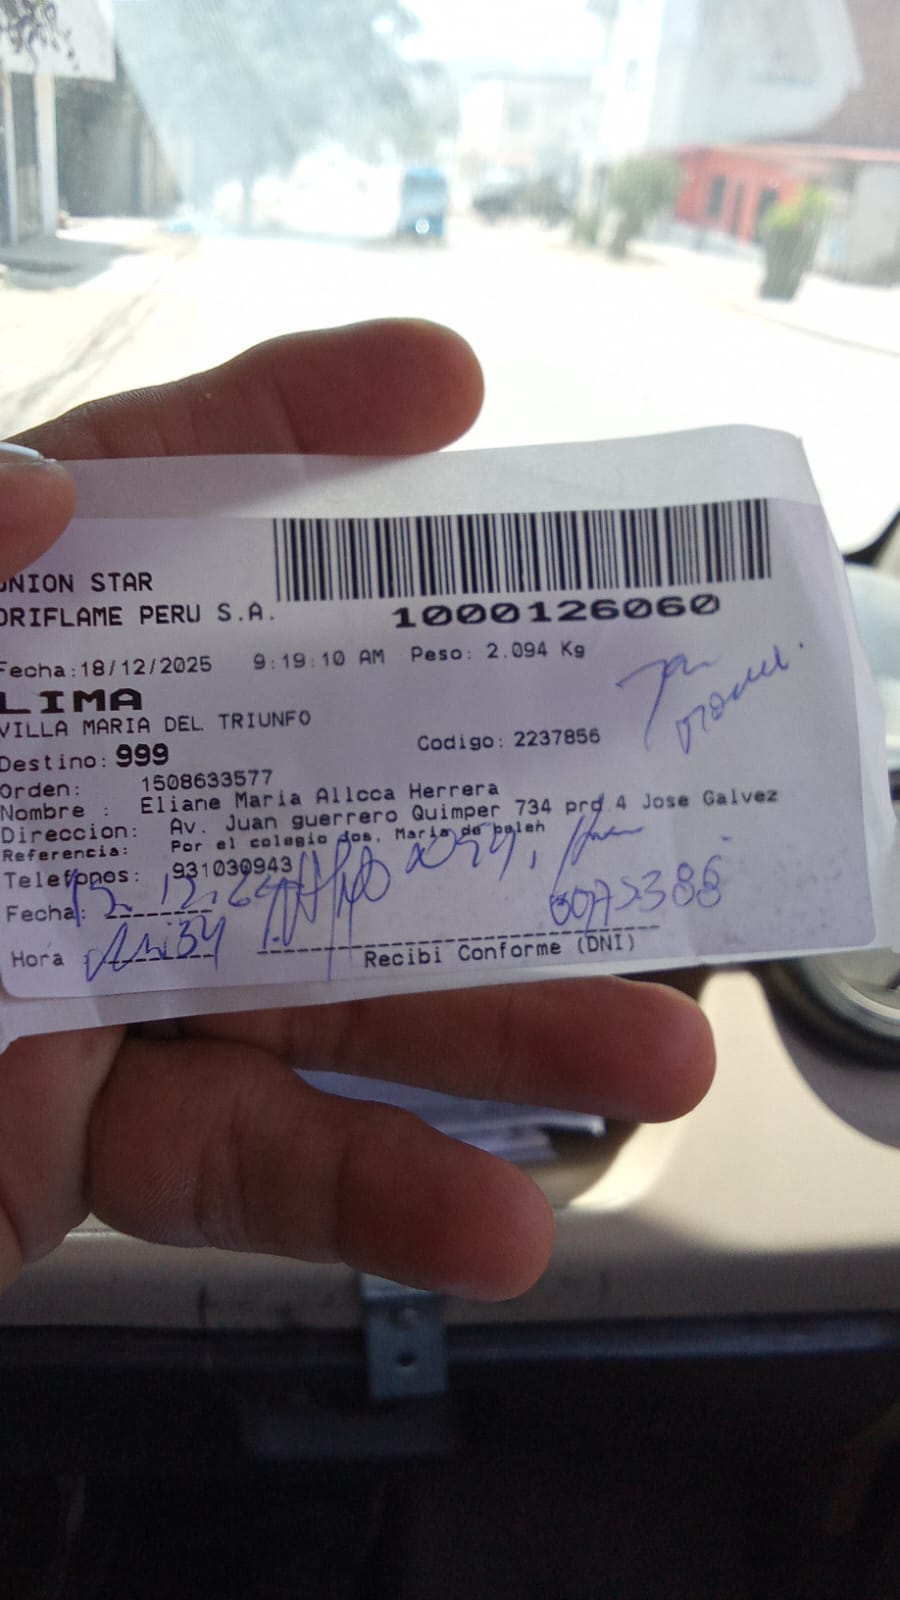 UNION STAR
ORIFLAME PERU S.A.
1000126060
Fecha:18/12/2025 9:19:10 AM Peso: 2.094 Kg
LIMA
VILLA MARIA DEL TRIUNFO
Destino: 999 Codigo: 2237856
Orden: 1508633577
Nombre : Eliane Maria Allcca Herrera
Direccion: Av. Juan guerrero Quimper 734 prd.4 Jose Galvez
Referencia: Por el colegio dos, Maria de beleh
Telefonos: 931030943
Fecha:
Hora
Recibi Conforme (DNI)